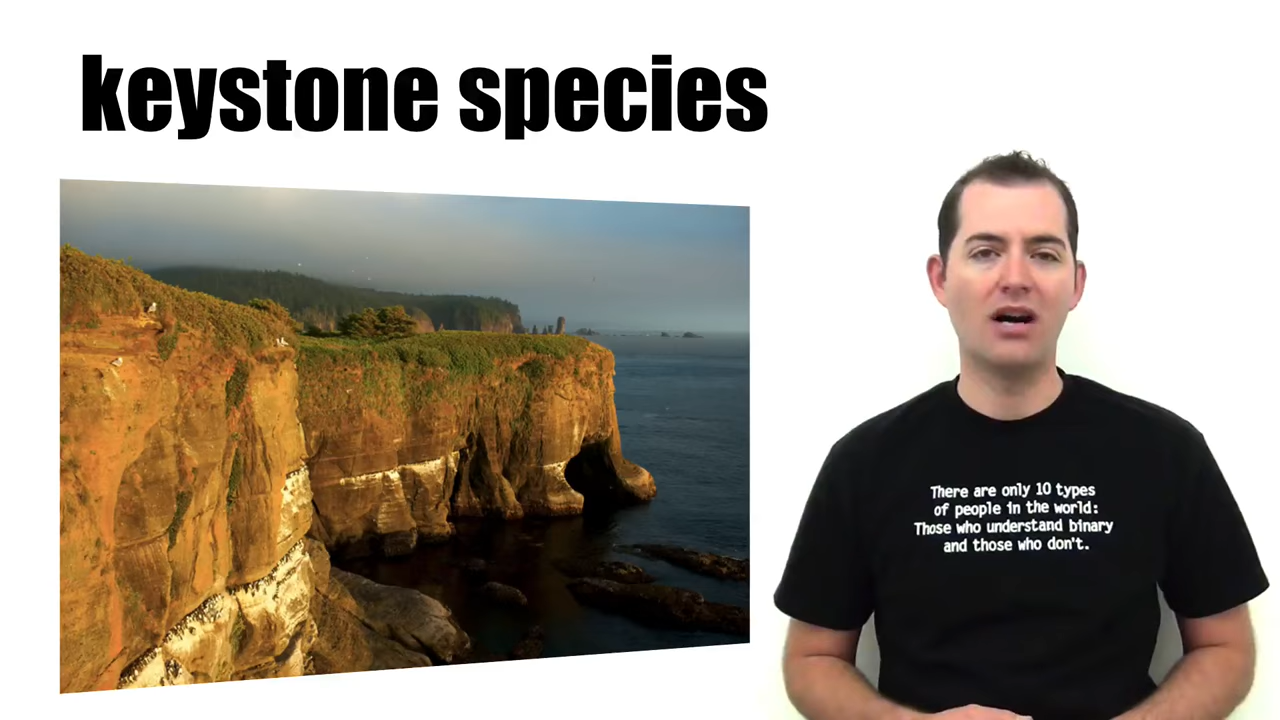 keystone species
There are only 10 types
of people in the world:
Those who understand binary
and those who don't.